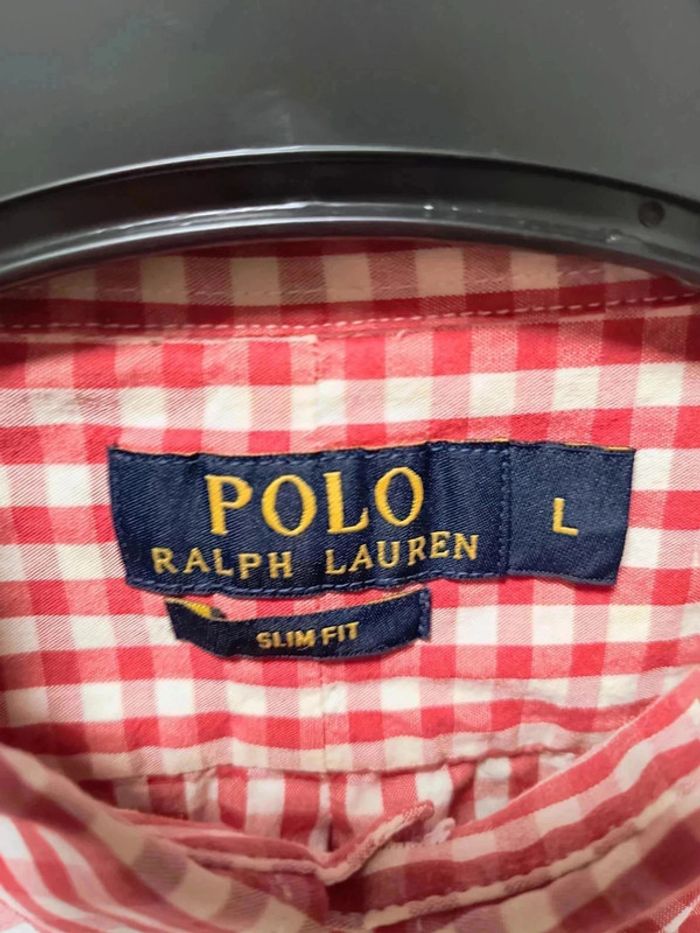 POLO
RALPH LAUREN
L
SLIM FIT